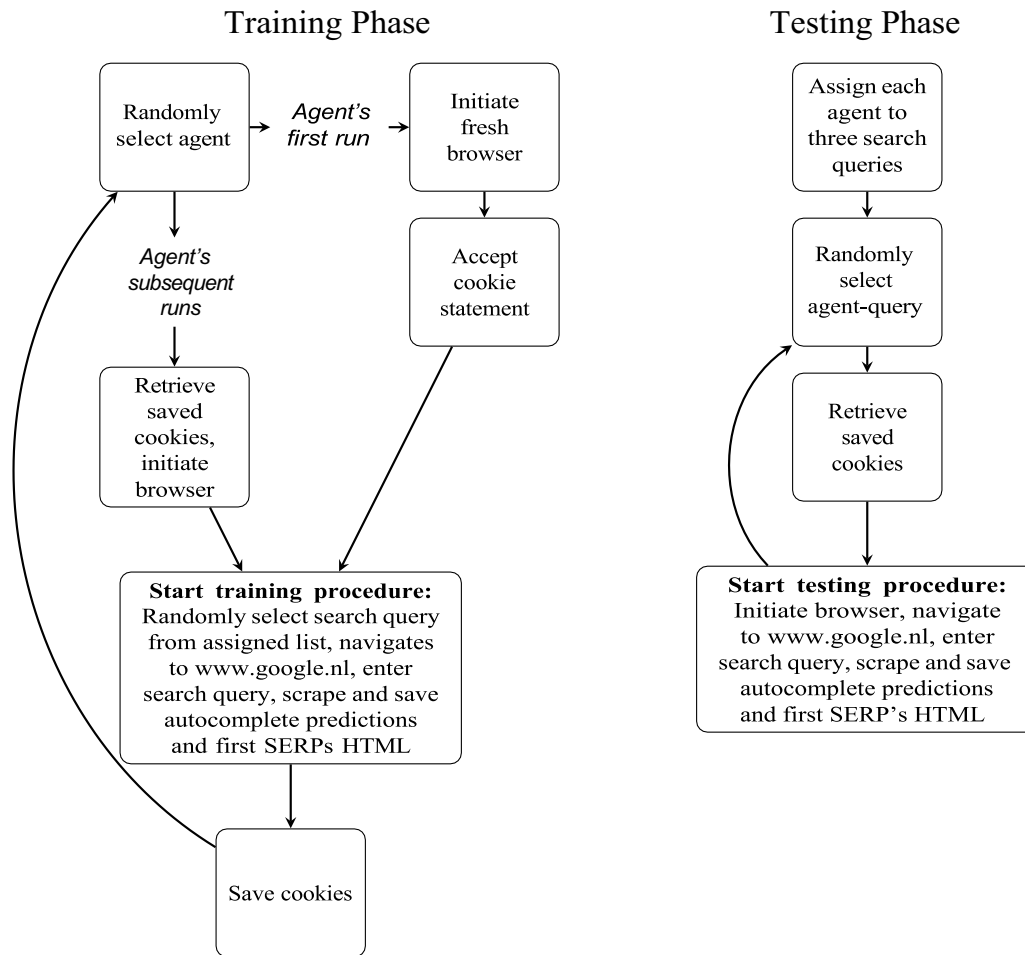 Training Phase
Randomly
select agent
Agent's
first run
Initiate
fresh
browser
Agent's
subsequent
runs
Accept
cookie
statement
Retrieve
saved
cookies,
initiate
browser
Start training procedure:
Randomly select search query
from assigned list, navigates
to www.google.nl, enter
search query, scrape and save
autocomplete predictions
and first SERPs HTML
Save cookies
Testing Phase
Assign each
agent to
three search
queries
Randomly
select
agent-query
Retrieve
saved
cookies
Start testing procedure:
Initiate browser, navigate
to www.google.nl, enter
search query, scrape and save
autocomplete predictions
and first SERP's HTML